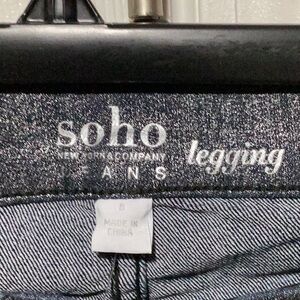 soho
NEW YORK & COMPANY
JEANS
legging
MADE IN
CHINA